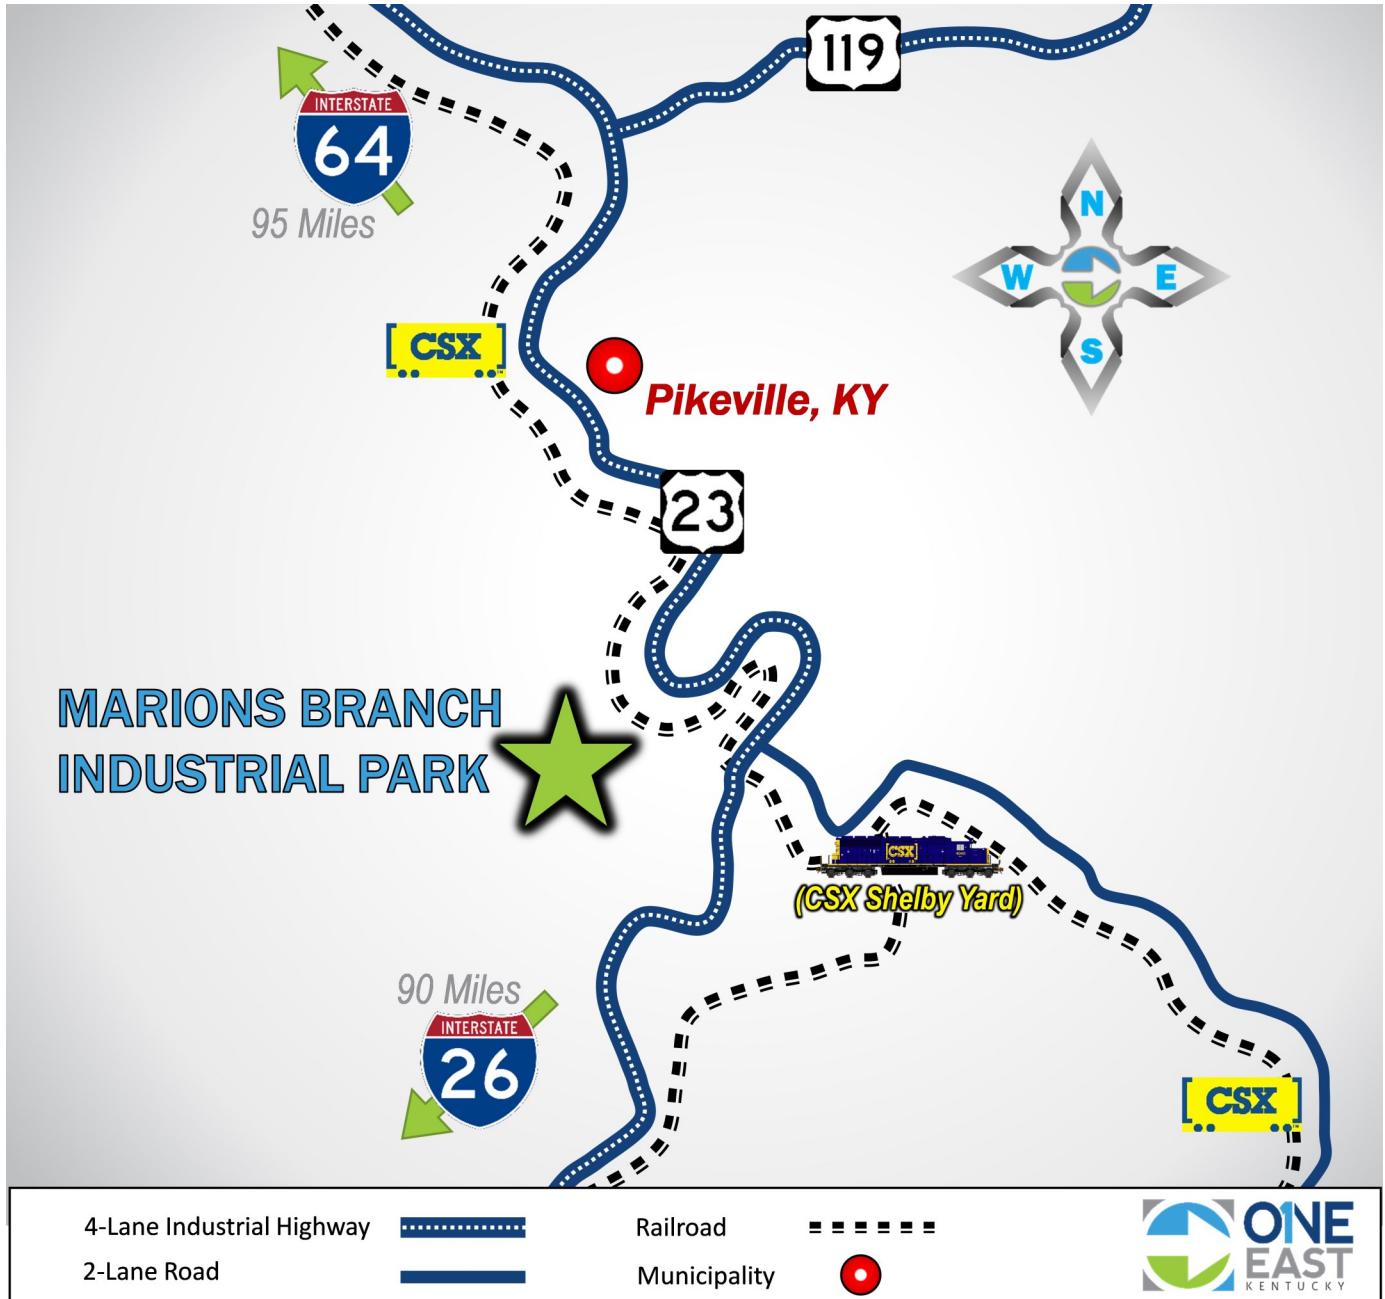 119
INTERSTATE
64
95 Miles
N
W
E
S
CSX
Pikeville, KY
23
MARIONS BRANCH
INDUSTRIAL PARK
CSX
(CSX Shelby Yard)
90 Miles
INTERSTATE
26
CSX
4-Lane Industrial Highway
Railroad
2-Lane Road
Municipality
ONE
EAST
KENTUCKY